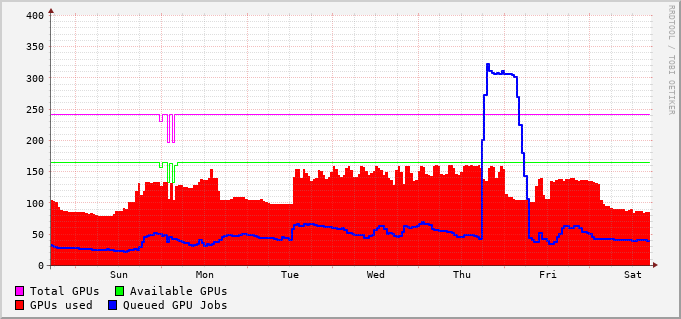 400
350
300
250
200
150
100
50
0
Sun Mon Tue Wed Thu Fri Sat
Total GPUs Available GPUs
GPUs used Queued GPU Jobs
RRDTOOL / TOBI OETIKER